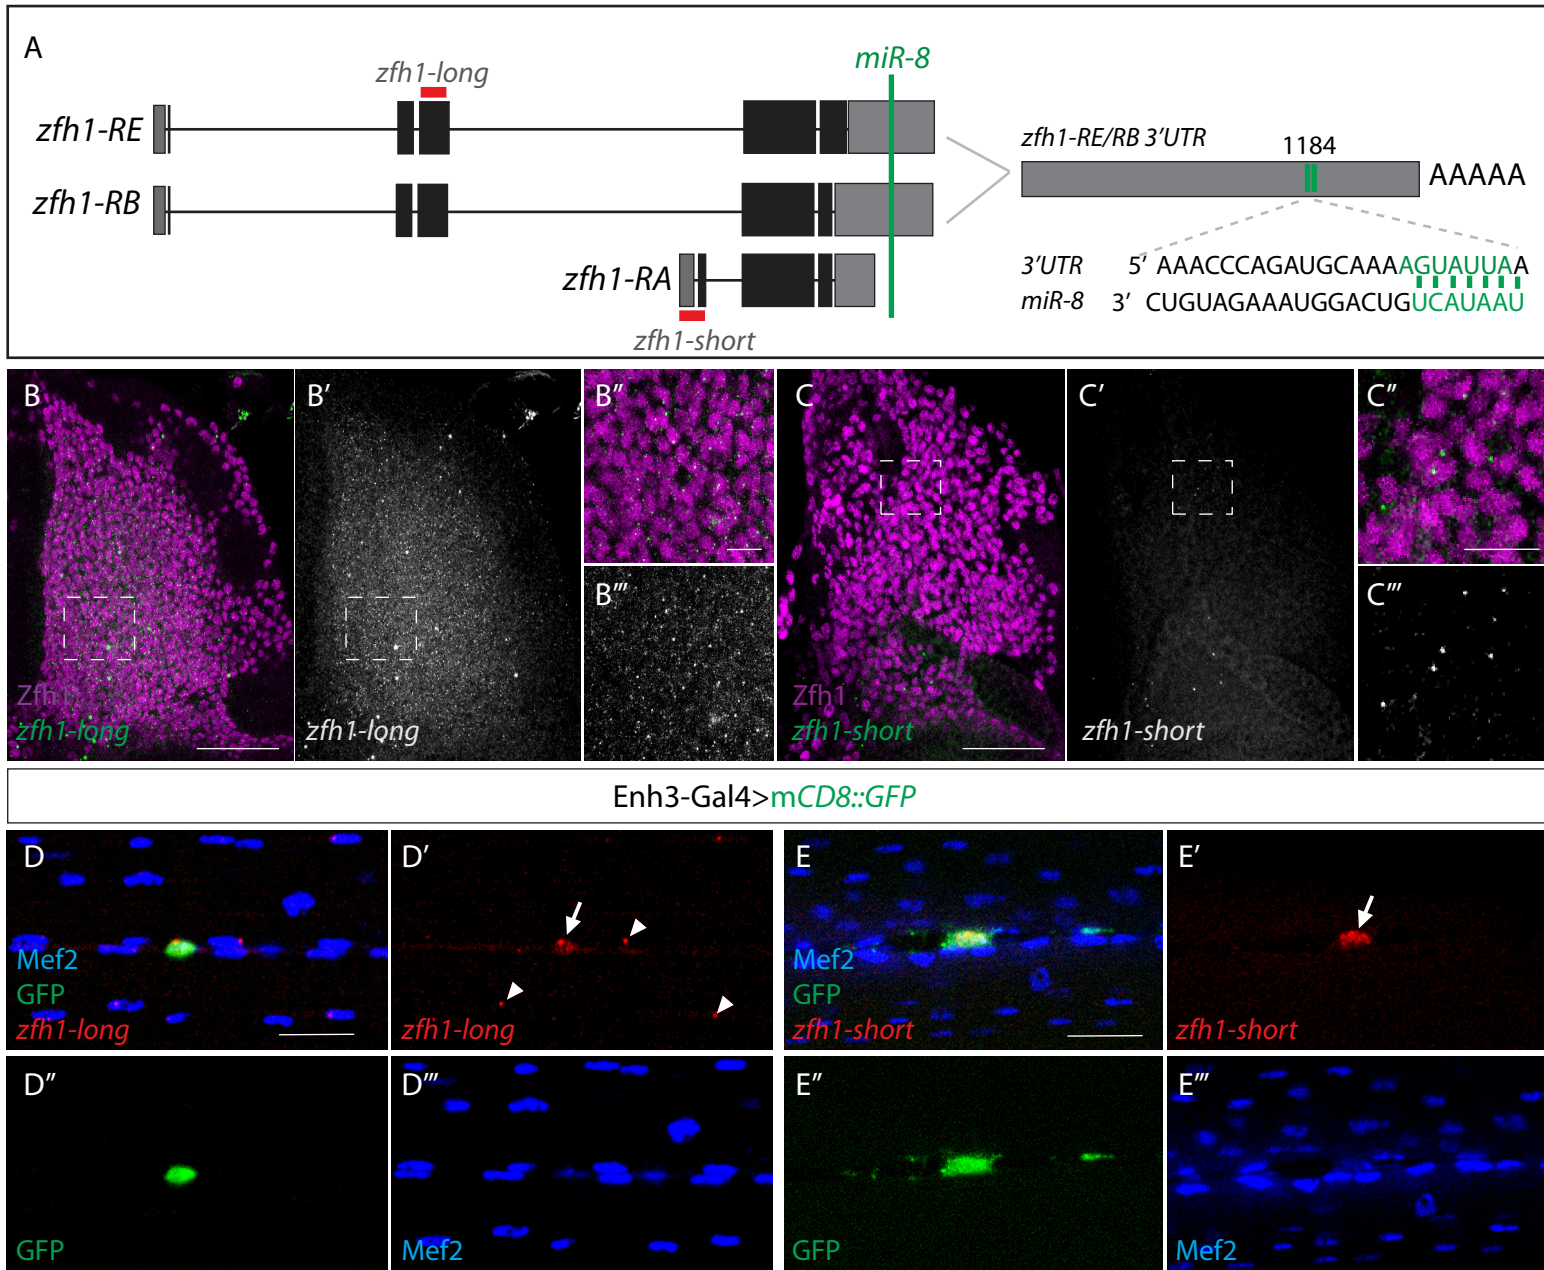 A
zfh1-long
miR-8
zfh1-RE
zfh1-RB
zfh1-RA
zfh1-short
zfh1-RE/RB 3'UTR
1184
AAAAA
3'UTR 5' AAACCCAGAUGCAAAAGUAUUAA
miR-8 3' CUGUAGAAAUGGACUGUCAUAAU
B
Zfh1
zfh1-long
B'
zfh1-long
B"
B"'
C
Zfh1
zfh1-short
C'
zfh1-short
C"
C"'
Enh3-Gal4>mCD8::GFP
D
Mef2
GFP
zfh1-long
D'
zfh1-long
E
Mef2
GFP
zfh1-short
E'
zfh1-short
D"
GFP
D"'
Mef2
E"
GFP
E"'
Mef2